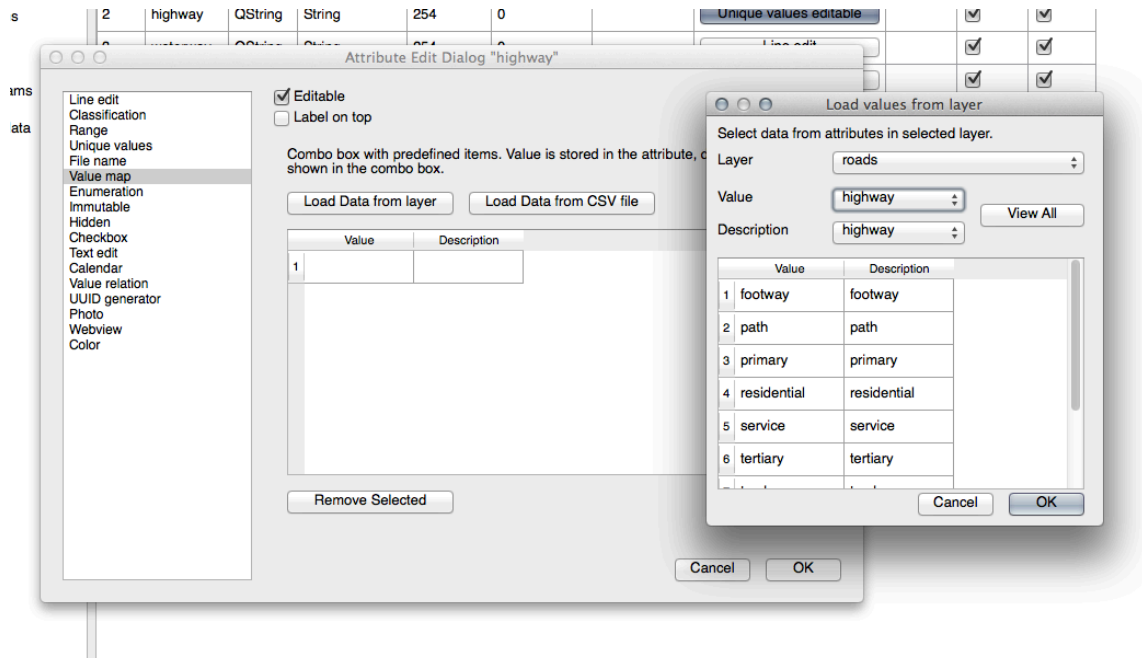 s
2 highway QString String 254 0 Unique values editable
Line edit
ams
ata
Attribute Edit Dialog "highway"
Line edit
Classification
Range
Unique values
File name
Value map
Enumeration
Immutable
Hidden
Checkbox
Text edit
Calendar
Value relation
UUID generator
Photo
Webview
Color
Editable
Label on top
Combo box with predefined items. Value is stored in the attribute,
shown in the combo box.
Load Data from layer Load Data from CSV file
Value Description
1
Remove Selected
Cancel OK
Load values from layer
Select data from attributes in selected layer.
Layer roads
Value highway
View All
Description highway
Value Description
1 footway footway
2 path path
3 primary primary
4 residential residential
5 service service
6 tertiary tertiary
Cancel OK